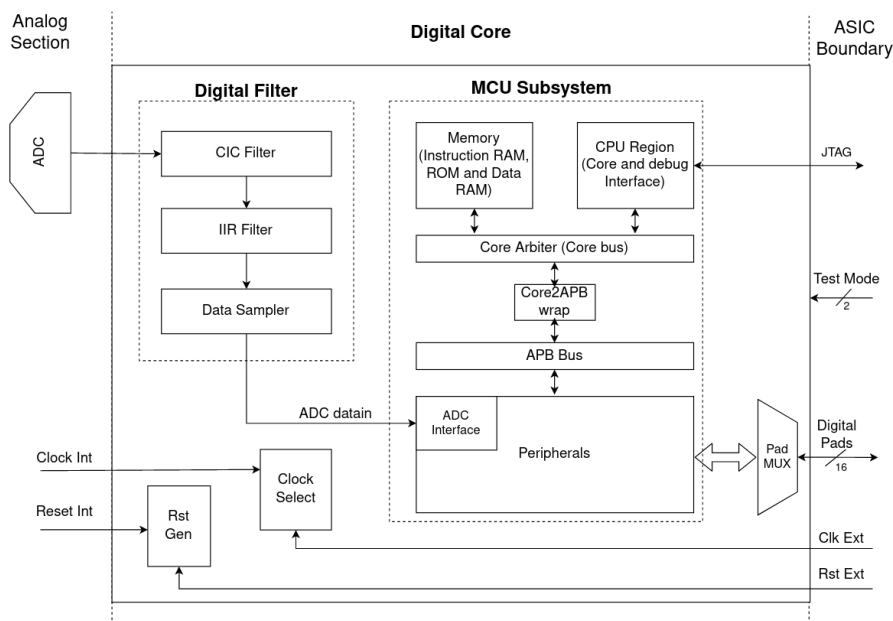 Analog
Section
Digital Core
ASIC
Boundary
Digital Filter
MCU Subsystem
ADC
CIC Filter
IIR Filter
Data Sampler
Memory
(Instruction RAM,
ROM and Data
RAM)
CPU Region
(Core and debug
Interface)
JTAG
Core Arbiter (Core bus)
Test Mode
2
Core2APB
wrap
APB Bus
ADC datain
ADC
Interface
Peripherals
Pad
MUX
Digital
Pads
16
Clock Int
Clock
Select
Reset Int
Rst
Gen
Clk Ext
Rst Ext